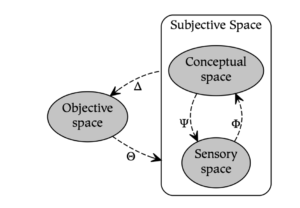 Subjective Space
Conceptual
space
Δ
Objective
space
Ψ
Φ
Θ
Sensory
space